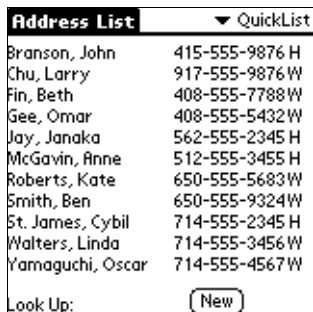 Address List ▼ QuickList
Branson, John 415-555-9876 H
Chu, Larry 917-555-9876 W
Fin, Beth 408-555-7788 W
Gee, Omar 408-555-5432 W
Jay, Janaka 562-555-2345 H
McGavin, Anne 512-555-3455 H
Roberts, Kate 650-555-5683 W
Smith, Ben 650-555-9324 W
St. James, Cybil 714-555-2345 H
Walters, Linda 714-555-3456 W
Yamaguchi, Oscar 714-555-4567 W
Look Up: New